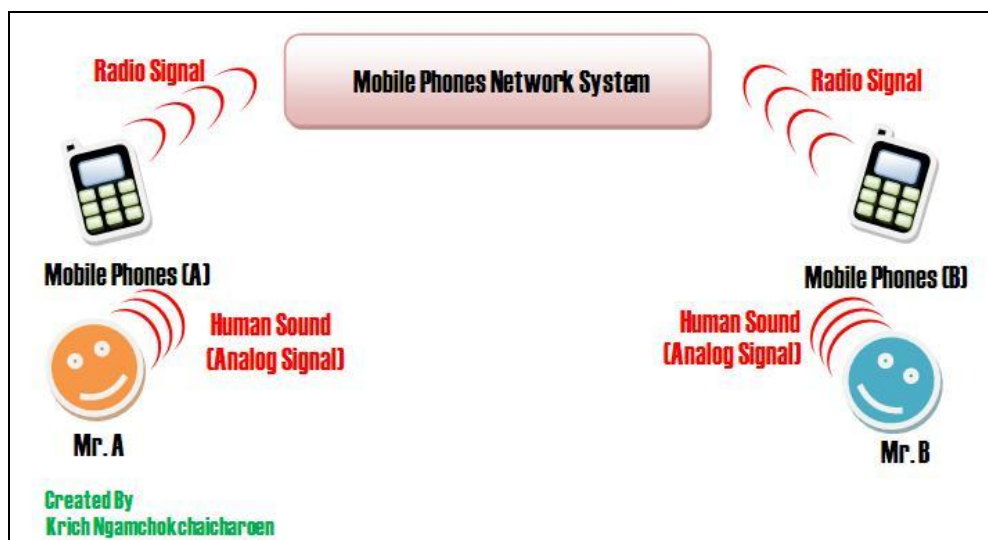 Radio Signal
Mobile Phones Network System
Radio Signal
Mobile Phones (A)
Mobile Phones (B)
Human Sound
(Analog Signal)
Human Sound
(Analog Signal)
Mr. A
Mr. B
Created By
Krich Ngamchokchaicharoen